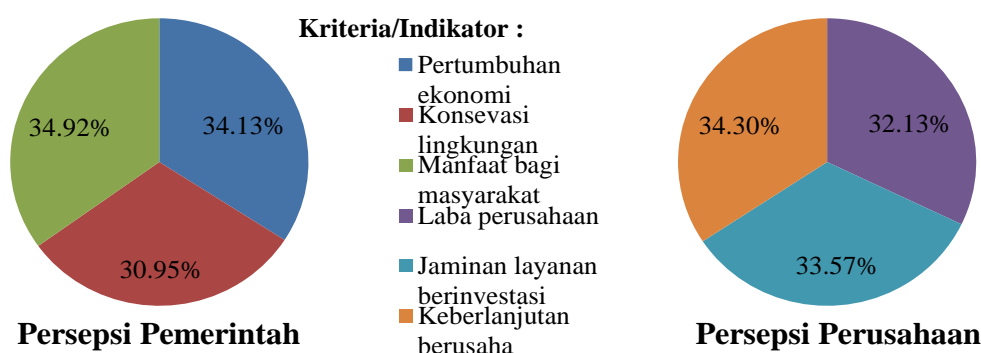 Kriteria/Indikator :
34.92%
34.13%
30.95%
Persepsi Pemerintah
Pertumbuhan
ekonomi
Konsevasi
lingkungan
Manfaat bagi
masyarakat
Laba perusahaan
Jaminan layanan
berinvestasi
Keberlanjutan
berusaha
34.30%
32.13%
33.57%
Persepsi Perusahaan